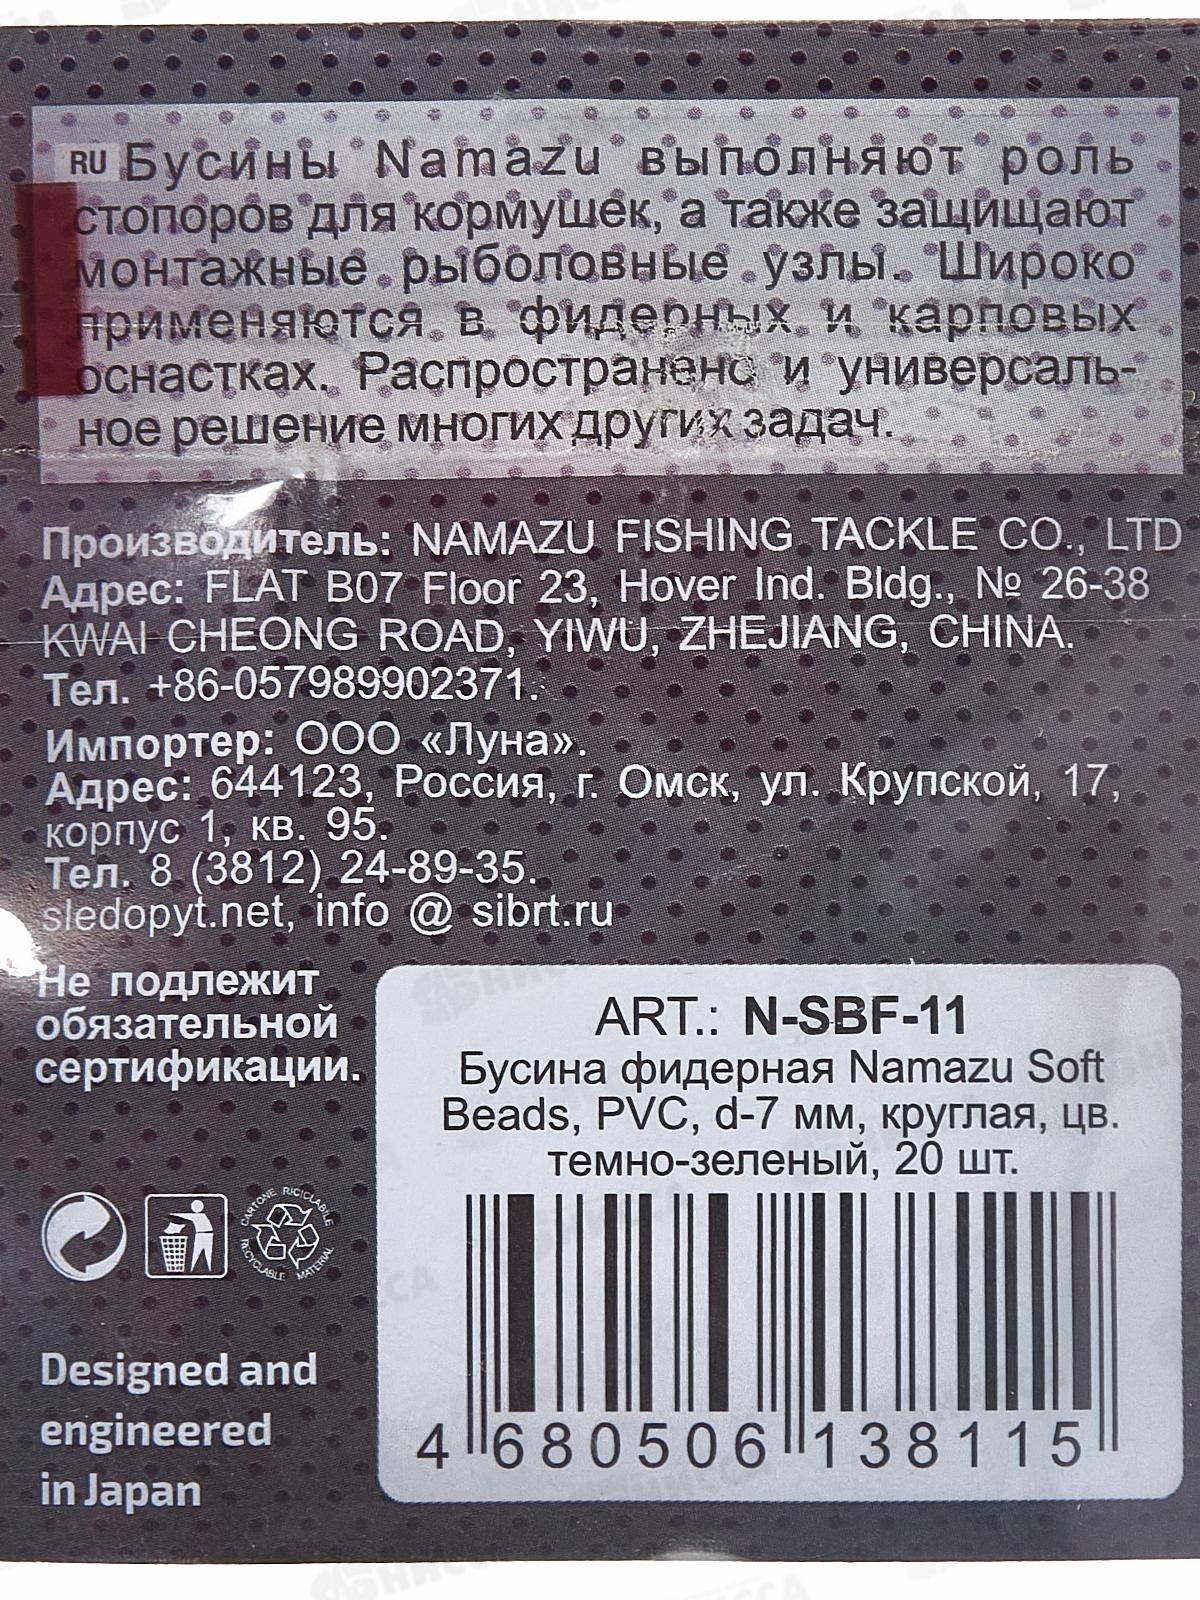 RU Бусины Namazu выполняют роль
стопоров для кормушек, а также защищают
монтажные рыболовные узлы. Широко
применяются в фидерных и карповых
оснастках. Распространено и универсаль-
ное решение многих других задач.
Производитель: NAMAZU FISHING TACKLE CO., LTD
Адрес: FLAT B07 Floor 23, Hover Ind. Bldg., № 26-38
KWAI CHEONG ROAD, YIWU, ZHEJIANG, CHINA.
Тел. +86-057989902371.
Импортер: ООО «Луна».
Адрес: 644123, Россия, г. Омск, ул. Крупской, 17,
корпус 1, кв. 95.
Тел. 8 (3812) 24-89-35.
sledopyt.net, info @ sibrt.ru
Не подлежит
обязательной
сертификации.
CARTONE RICICLABLE
RECYCLABLE MATERIAL
Designed and
engineered
in Japan
ART.: N-SBF-11
Бусина фидерная Namazu Soft
Beads, PVC, d-7 мм, круглая, цв.
темно-зеленый, 20 шт.
4 680506 138115